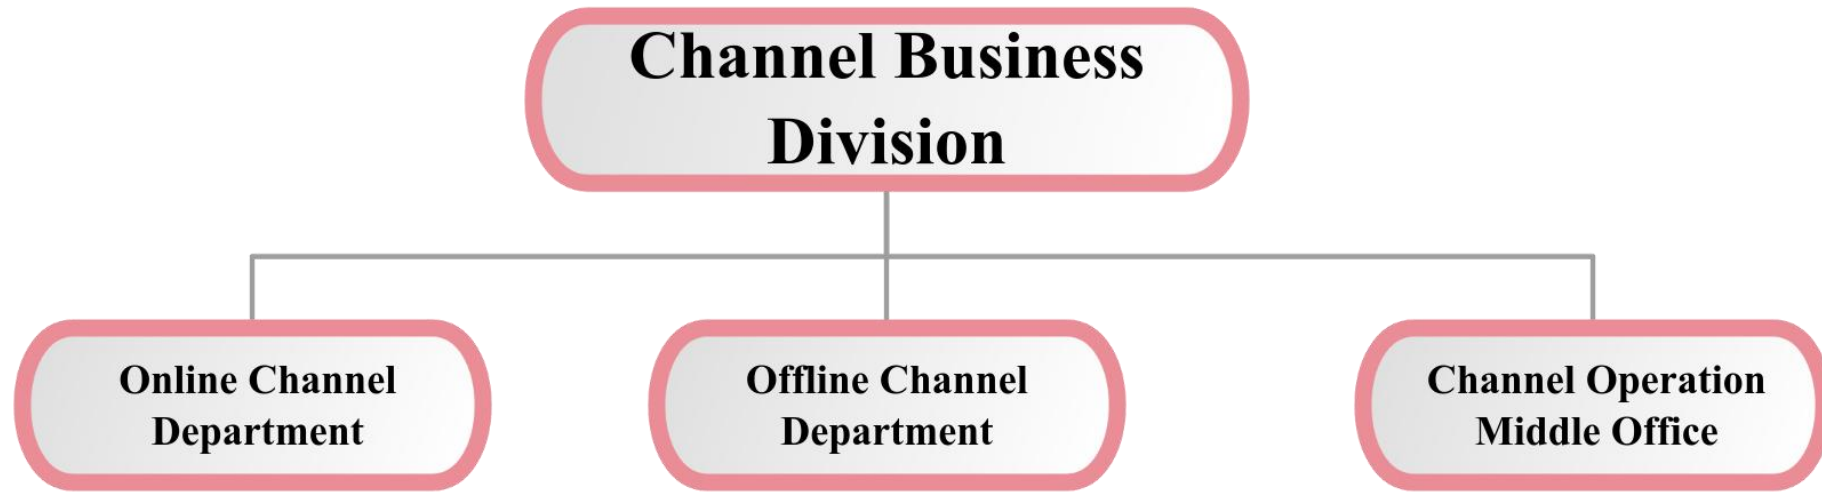 Channel Business
Division
Online Channel
Department
Offline Channel
Department
Channel Operation
Middle Office